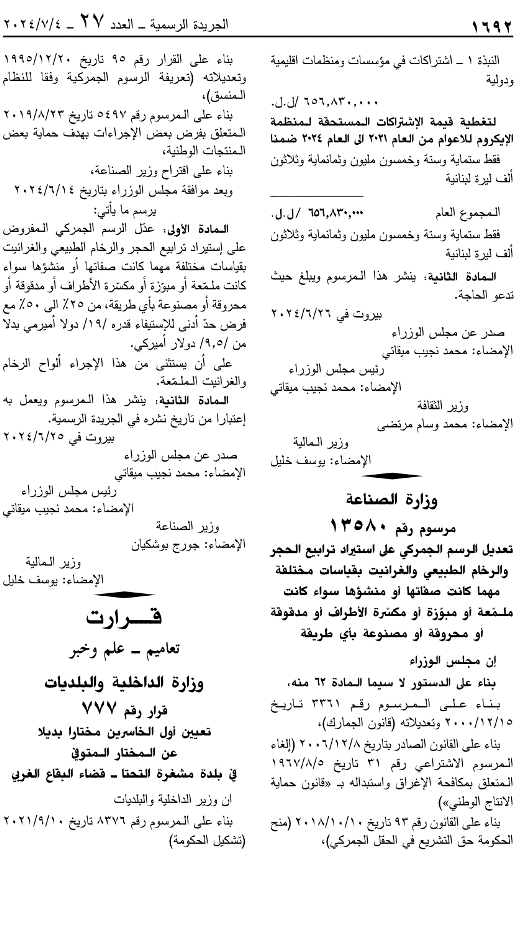 ١٦٩٢
الجريدة الرسمية ــ العدد ٢٧ ــ ٢٠٢٤/٧/٤
النبذة ١ ــ اشتراكات في مؤسسات ومنظمات اقليمية
ودولية
٦٥٦,٨٣٠,٠٠٠ /ل.ل.
لتغطية قيمة الإشتراكات المستحقة لمنظمة
الإيكروم للاعوام من العام ٢٠٢١ الى العام ٢٠٢٤ ضمنا
فقط ستماية وستة وخمسون مليون وثمانماية وثلاثون
ألف ليرة لبنانية
المجموع العام ٦٥٦,٨٣٠,٠٠٠ /ل.ل.
فقط ستماية وستة وخمسون مليون وثمانماية وثلاثون
ألف ليرة لبنانية
المادة الثانية: ينشر هذا المرسوم ويبلغ حيث
تدعو الحاجة.
بيروت في ٢٠٢٤/٦/٢٦
صدر عن مجلس الوزراء
الإمضاء: محمد نجيب ميقاتي
رئيس مجلس الوزراء
الإمضاء: محمد نجيب ميقاتي
وزير الثقافة
الإمضاء: محمد وسام مرتضى
وزير المالية
الإمضاء: يوسف خليل
وزارة الصناعة
مرسوم رقم ١٣٥٨٠
تعديل الرسم الجمركي على استيراد ترابيع الحجر
والرخام الطبيعي والغرانيت بقياسات مختلفة
مهما كانت صفاتها أو منشؤها سواء كانت
ملمّعة أو مبوّزة أو مكسّرة الأطراف أو مدقوقة
أو محروقة أو مصنوعة بأي طريقة
إن مجلس الوزراء
بناء على الدستور لا سيما المادة ٦٢ منه،
بناء على المرسوم رقم ٣٣٦١ تاريخ
٢٠٠٠/١٢/١٥ وتعديلاته (قانون الجمارك)،
بناء على القانون الصادر بتاريخ ٢٠٠٦/١٢/٨ (إلغاء
المرسوم الاشتراعي رقم ٣١ تاريخ ١٩٦٧/٨/٥
المتعلق بمكافحة الإغراق واستبداله بـ «قانون حماية
الانتاج الوطني»)
بناء على القانون رقم ٩٣ تاريخ ٢٠١٨/١٠/١٠ (منح
الحكومة حق التشريع في الحقل الجمركي)،
بناء على القرار رقم ٩٥ تاريخ ١٩٩٥/١٢/٢٠
وتعديلاته (تعريفة الرسوم الجمركية وفقا للنظام
المنسق)،
بناء على المرسوم رقم ٥٤٩٧ تاريخ ٢٠١٩/٨/٢٣
المتعلق بفرض بعض الإجراءات بهدف حماية بعض
المنتجات الوطنية،
بناء على اقتراح وزير الصناعة،
وبعد موافقة مجلس الوزراء بتاريخ ٢٠٢٤/٦/١٤
يرسم ما يأتي:
المادة الأولى: عدّل الرسم الجمركي المفروض
على إستيراد ترابيع الحجر والرخام الطبيعي والغرانيت
بقياسات مختلفة مهما كانت صفاتها أو منشؤها سواء
كانت ملمّعة أو مبوّزة أو مكسّرة الأطراف أو مدقوقة أو
محروقة أو مصنوعة بأي طريقة، من ٢٥٪ الى ٥٠٪ مع
فرض حدّ أدنى للإستيفاء قدره /١٩/ دولا أميرمي بدلا
من /٩,٥/ دولار أميركي.
على أن يستثنى من هذا الإجراء ألواح الرخام
والغرانيت الملمّعة.
المادة الثانية: ينشر هذا المرسوم ويعمل به
إعتبارا من تاريخ نشره في الجريدة الرسمية.
بيروت في ٢٠٢٤/٦/٢٥
صدر عن مجلس الوزراء
الإمضاء: محمد نجيب ميقاتي
رئيس مجلس الوزراء
الإمضاء: محمد نجيب ميقاتي
وزير الصناعة
الإمضاء: جورج بوشكيان
وزير المالية
الإمضاء: يوسف خليل
قــرارت
تعاميم ــ علم وخبر
وزارة الداخلية والبلديات
قرار رقم ٧٧٧
تعيين أول الخاسرين مختارا بديلا
عن المختار المتوفي
في بلدة مشغرة التحتا ــ قضاء البقاع الغربي
ان وزير الداخلية والبلديات
بناء على المرسوم رقم ٨٣٧٦ تاريخ ٢٠٢١/٩/١٠
(تشكيل الحكومة)